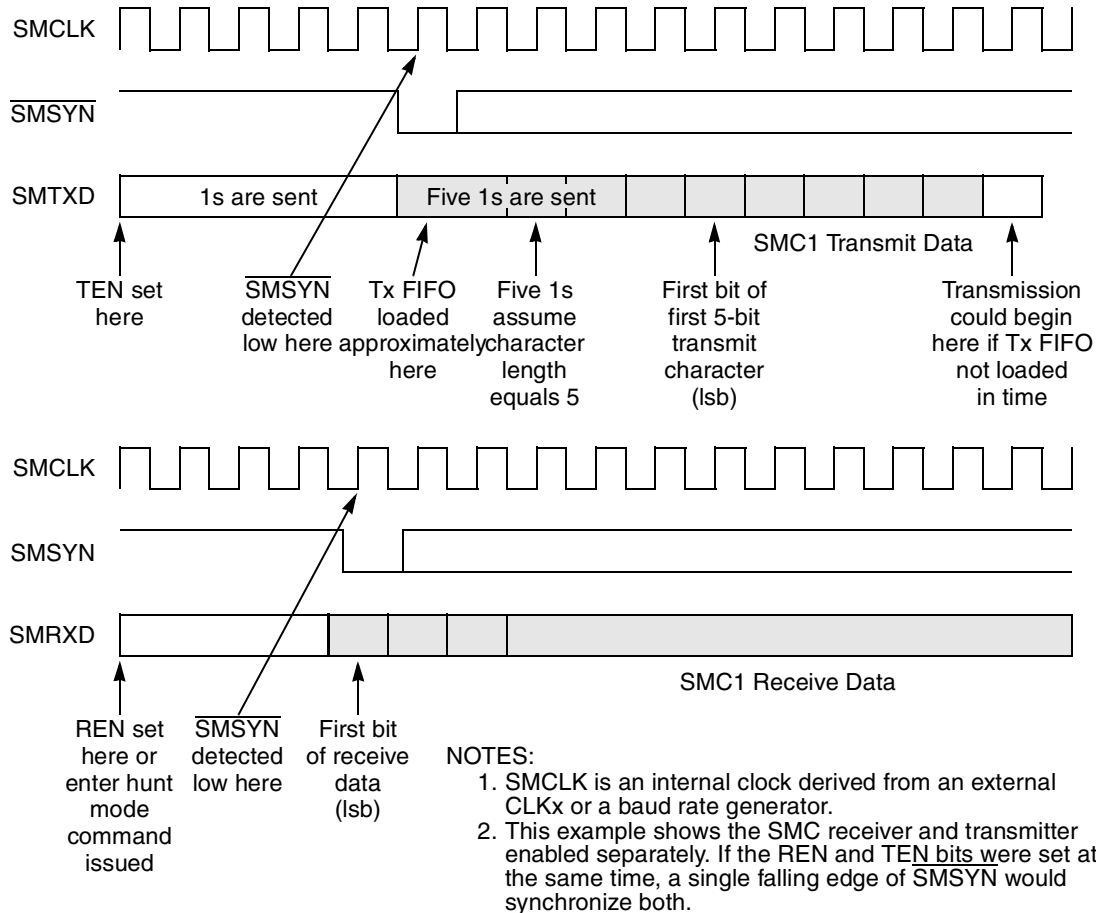 SMCLK
SMSYN
SMTXD
1s are sent
Five 1s are sent
SMC1 Transmit Data
TEN set
here
SMSYN
detected
low here
Tx FIFO
loaded
approximately
here
Five 1s
assume
character
length
equals 5
First bit of
first 5-bit
transmit
character
(lsb)
Transmission
could begin
here if Tx FIFO
not loaded
in time
SMCLK
SMSYN
SMRXD
SMC1 Receive Data
REN set
here or
enter hunt
mode
command
issued
SMSYN
detected
low here
First bit
of receive
data
(lsb)
NOTES:
1. SMCLK is an internal clock derived from an external
CLKx or a baud rate generator.
2. This example shows the SMC receiver and transmitter
enabled separately. If the REN and TEN bits were set at
the same time, a single falling edge of SMSYN would
synchronize both.